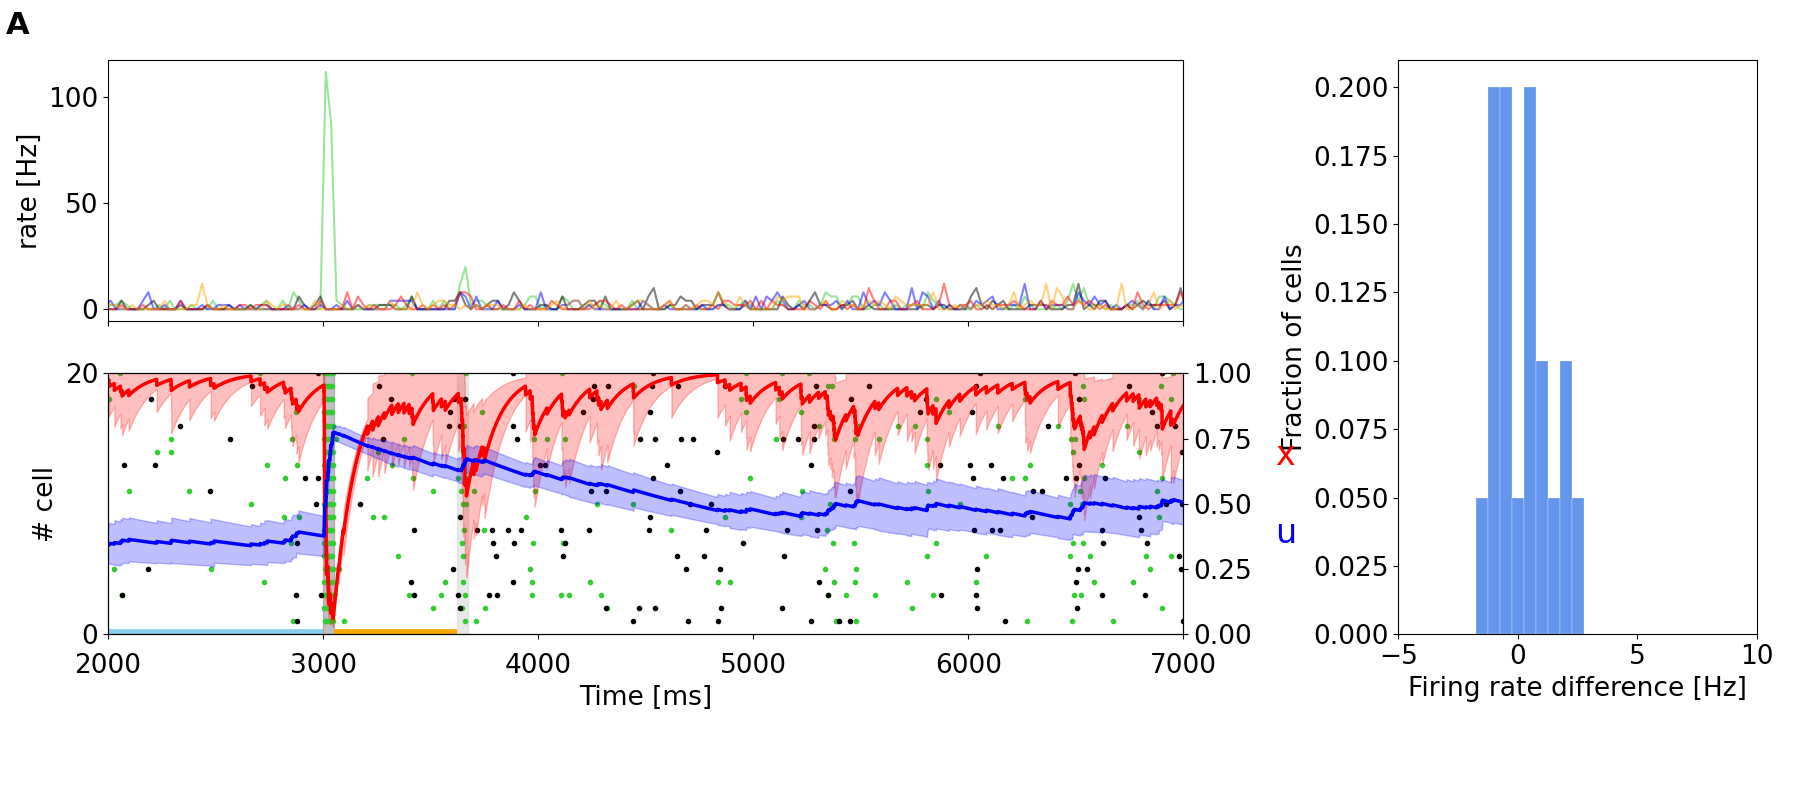 A
100
50
0
rate [Hz]
20
0
# cell
1.00
0.75
0.50
0.25
0.00
x
u
2000 3000 4000 5000 6000 7000
Time [ms]
0.200
0.175
0.150
0.125
0.100
0.075
0.050
0.025
0.000
Fraction of cells
−5 0 5 10
Firing rate difference [Hz]